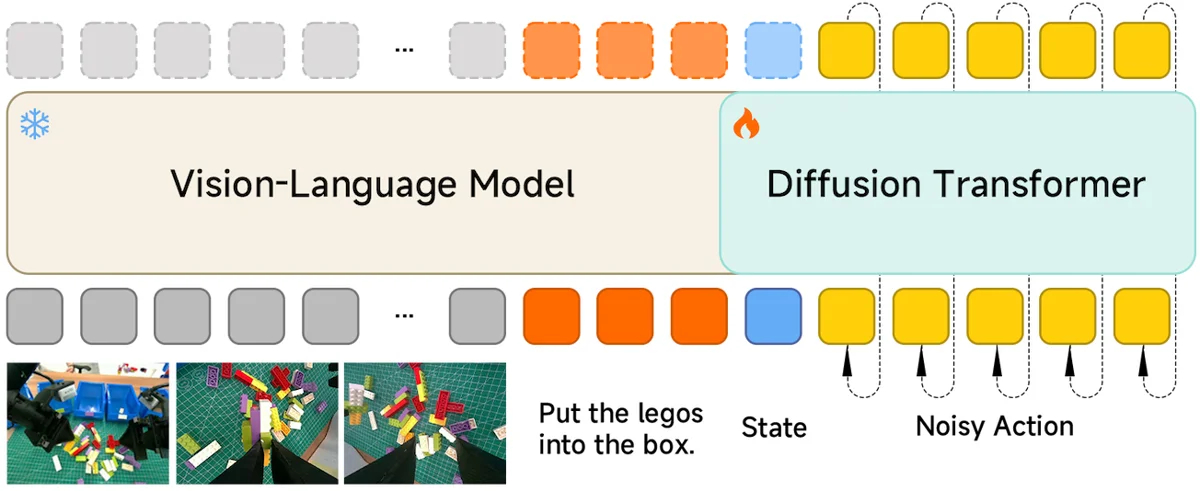 ...
Vision-Language Model
Diffusion Transformer
...
Put the legos
into the box.
State
Noisy Action